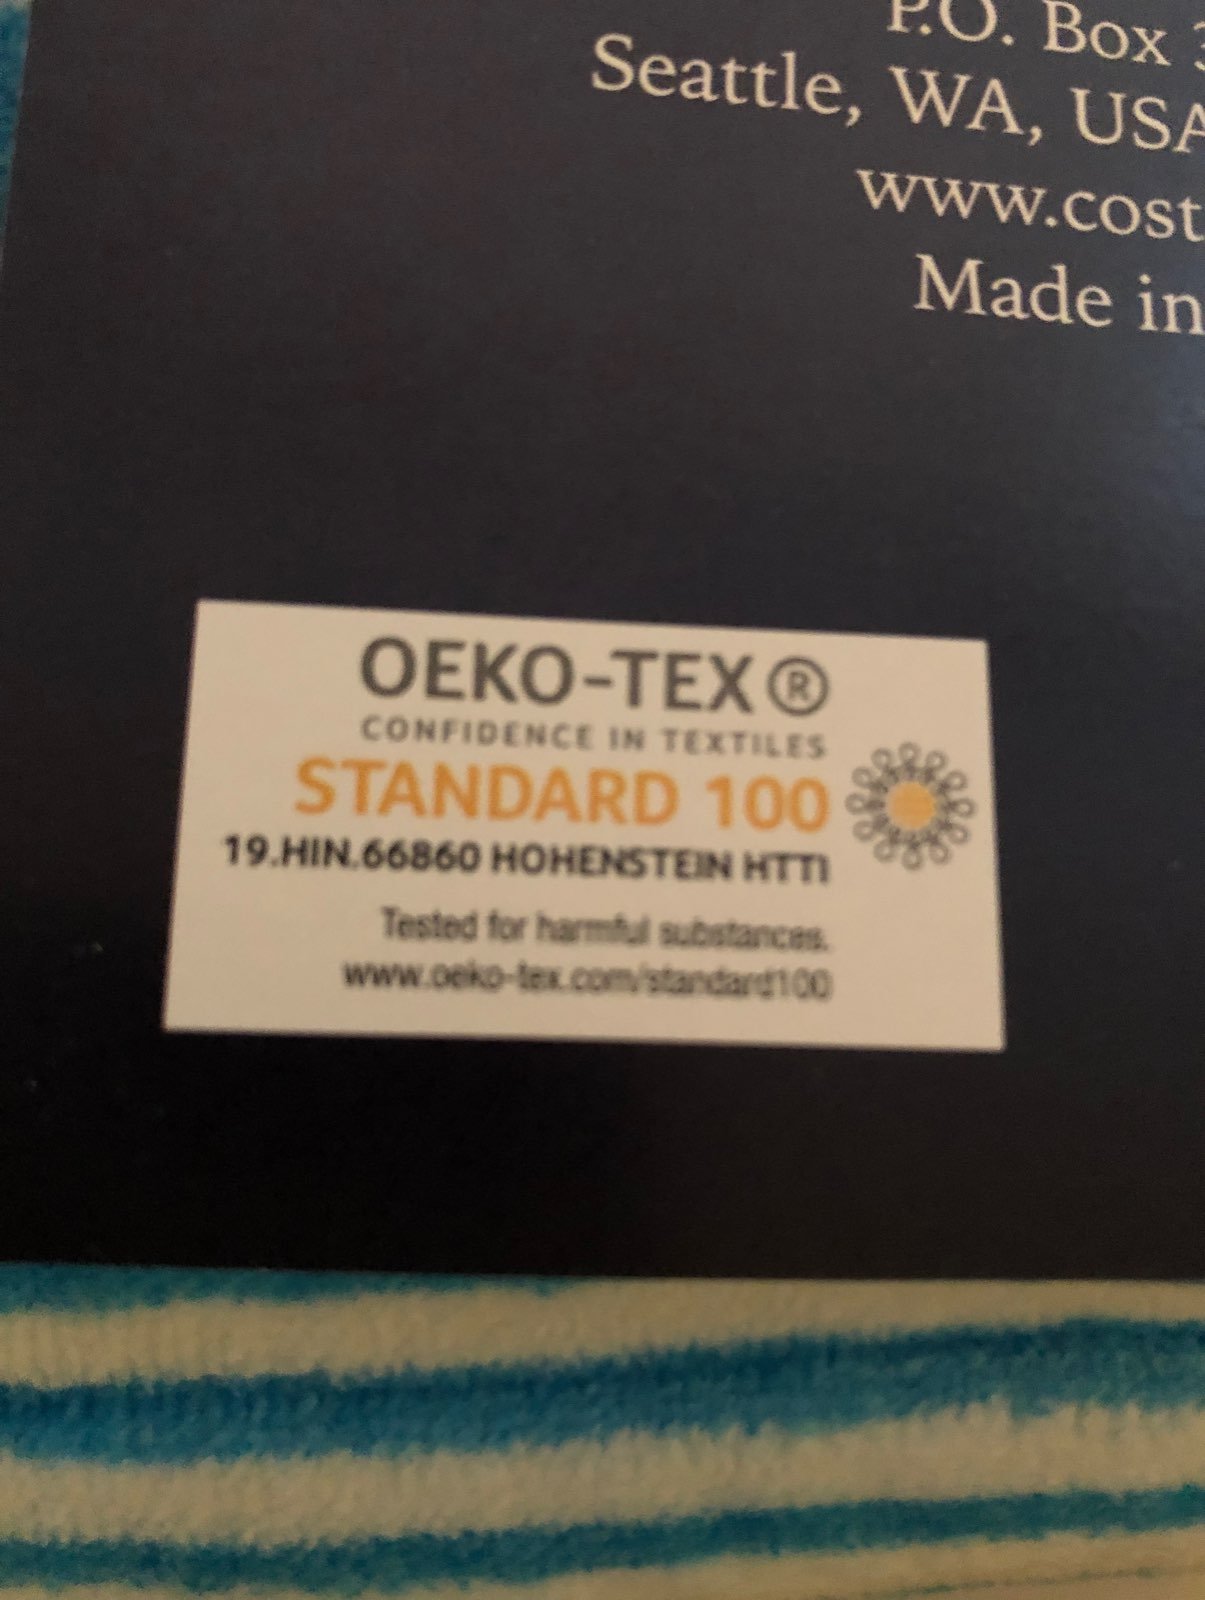 P.O. Box
Seattle, WA, USA
www.cost
Made in
OEKO-TEX®
CONFIDENCE IN TEXTILES
STANDARD 100
19.HIN.66860 HOHENSTEIN HTTI
Tested for harmful substances.
www.oeko-tex.com/standard100